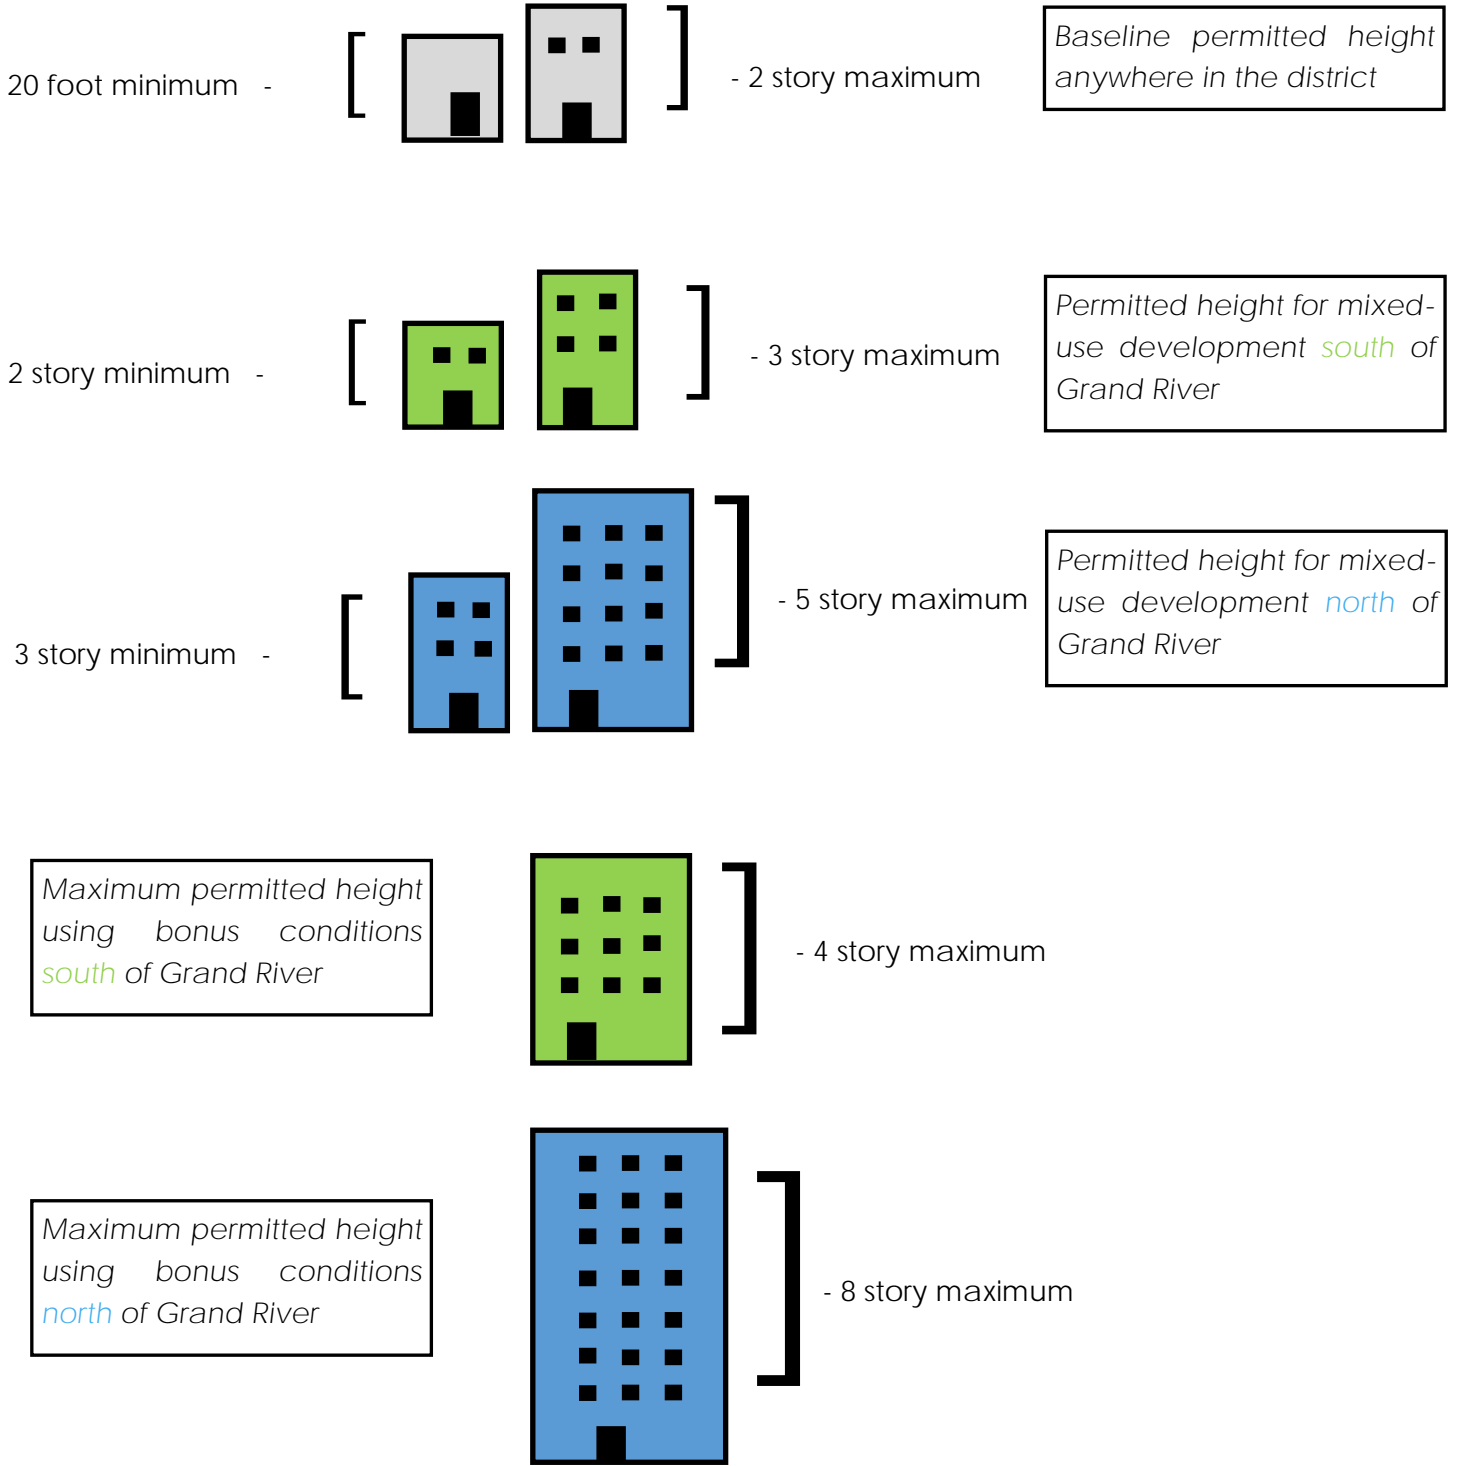 20 foot minimum -
- 2 story maximum
Baseline permitted height
anywhere in the district
2 story minimum -
- 3 story maximum
Permitted height for mixed-
use development south of
Grand River
3 story minimum -
- 5 story maximum
Permitted height for mixed-
use development north of
Grand River
Maximum permitted height
using bonus conditions
south of Grand River
- 4 story maximum
Maximum permitted height
using bonus conditions
north of Grand River
- 8 story maximum